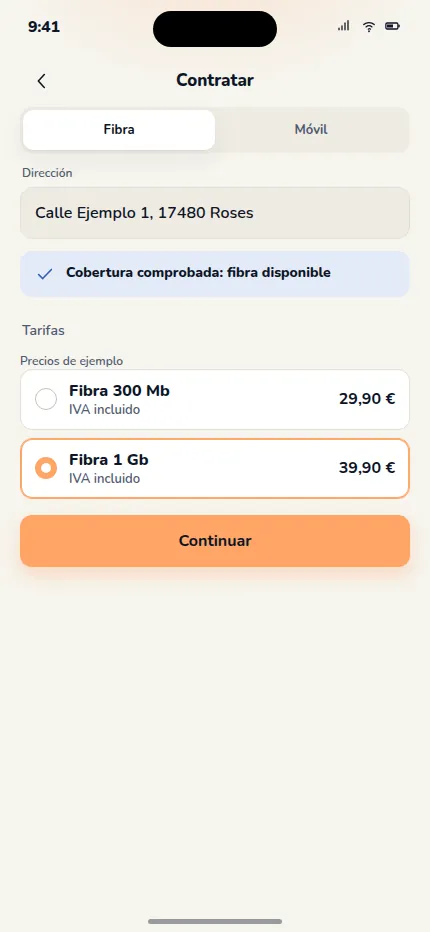 9:41
Contratar
Fibra
Móvil
Dirección
Calle Ejemplo 1, 17480 Roses
Cobertura comprobada: fibra disponible
Tarifas
Precios de ejemplo
Fibra 300 Mb
IVA incluido
29,90 €
Fibra 1 Gb
IVA incluido
39,90 €
Continuar